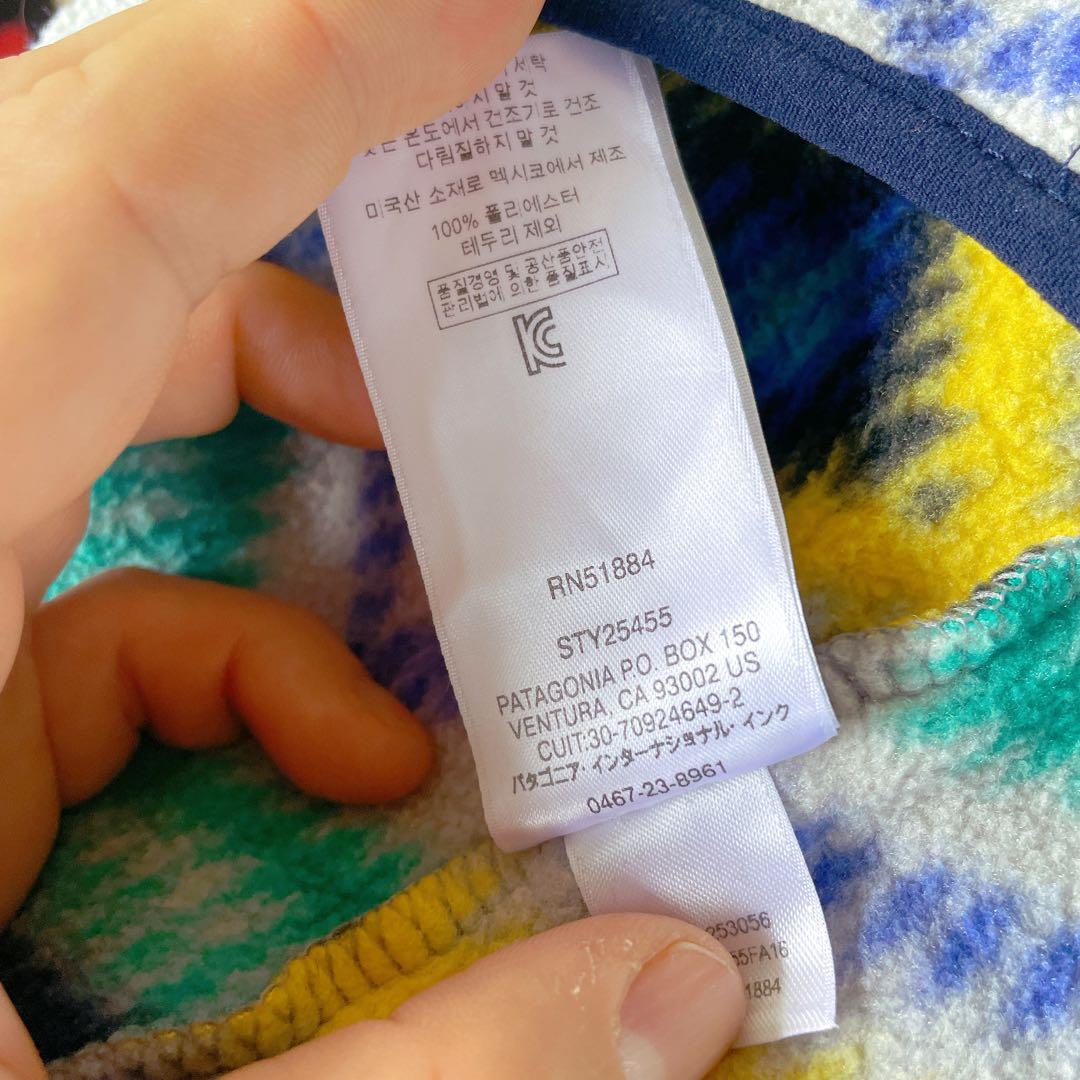 세탁
지 말 것
온도에서 건조기로 건조
다림질하지 말 것
미국산 소재로 멕시코에서 제조
100% 폴리에스터
테두리 제외
품질경영 및 공산품안전
관리법에 의한 품질표시
KC
RN51884
STY25455
PATAGONIA P.O. BOX 150
VENTURA, CA 93002 US
CUIT:30-70924649-2
パタゴニア・インターナショナル・インク
0467-23-8961
253056
55FA16
1884